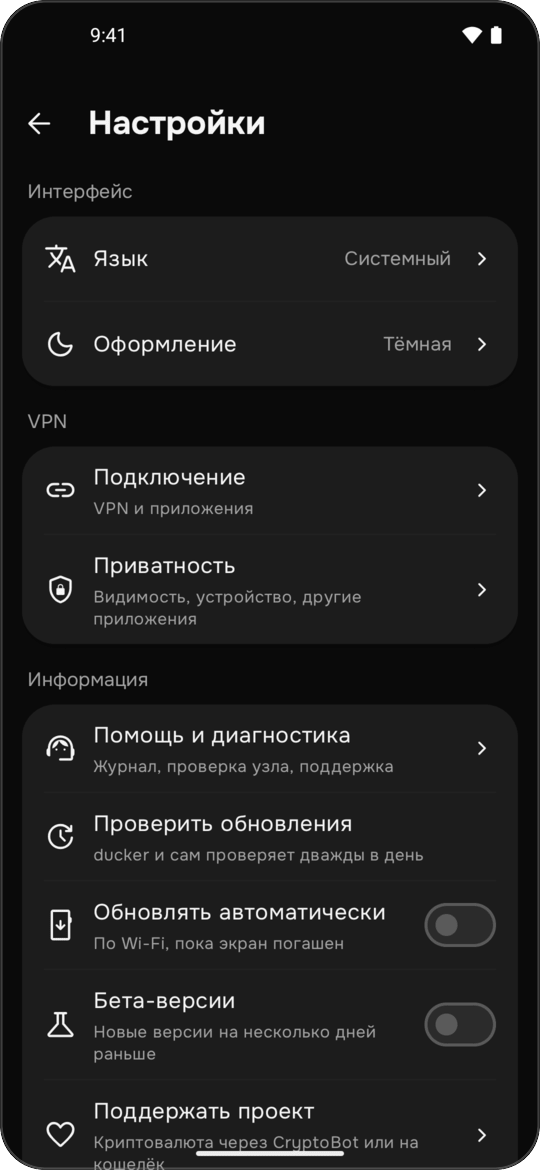 9:41
Настройки
Интерфейс
Язык
Системный
Оформление
Тёмная
VPN
Подключение
VPN и приложения
Приватность
Видимость, устройство, другие
приложения
Информация
Помощь и диагностика
Журнал, проверка узла, поддержка
Проверить обновления
ducker и сам проверяет дважды в день
Обновлять автоматически
По Wi-Fi, пока экран погашен
Бета-версии
Новые версии на несколько дней
раньше
Поддержать проект
Криптовалюта через CryptoBot или на
кошелёк